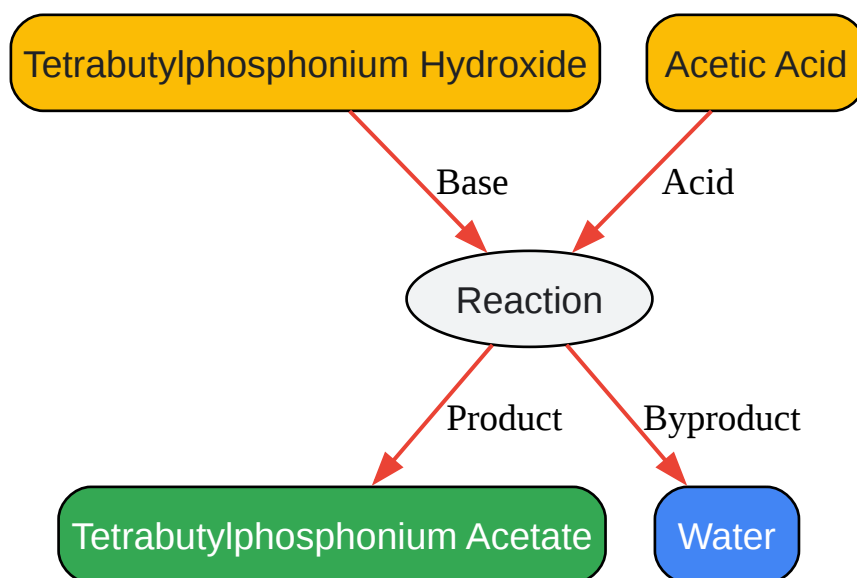 Tetrabutylphosphonium Hydroxide
Acetic Acid
Base
Acid
Reaction
Product
Byproduct
Tetrabutylphosphonium Acetate
Water